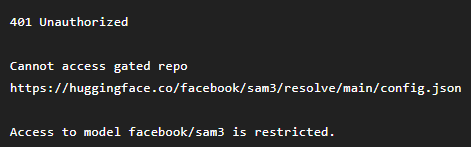 401 Unauthorized
Cannot access gated repo
https://huggingface.co/facebook/sam3/resolve/main/config.json
Access to model facebook/sam3 is restricted.